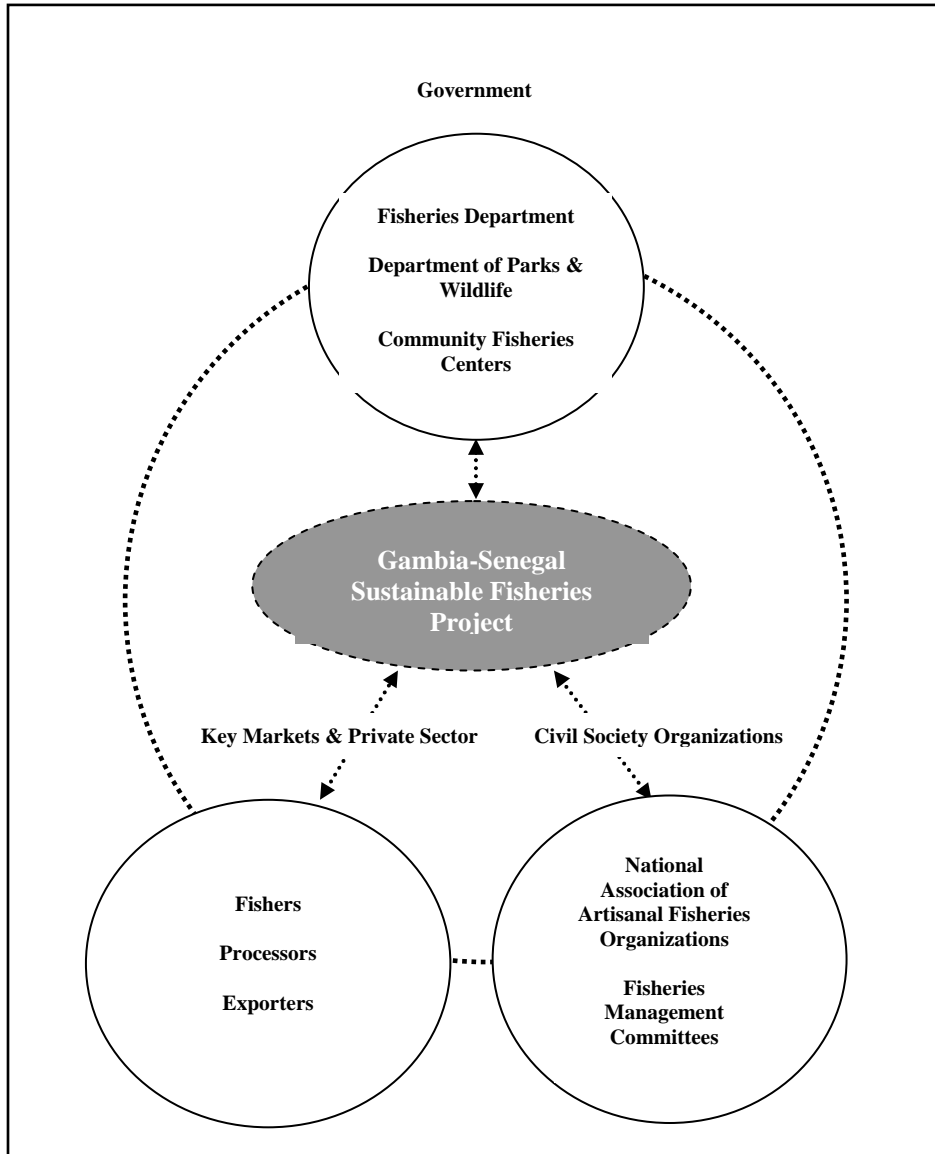 Government
Fisheries Department
Department of Parks &
Wildlife
Community Fisheries
Centers
Gambia-Senegal
Sustainable Fisheries
Project
Key Markets & Private Sector
Civil Society Organizations
Fishers
Processors
Exporters
National
Association of
Artisanal Fisheries
Organizations
Fisheries
Management
Committees